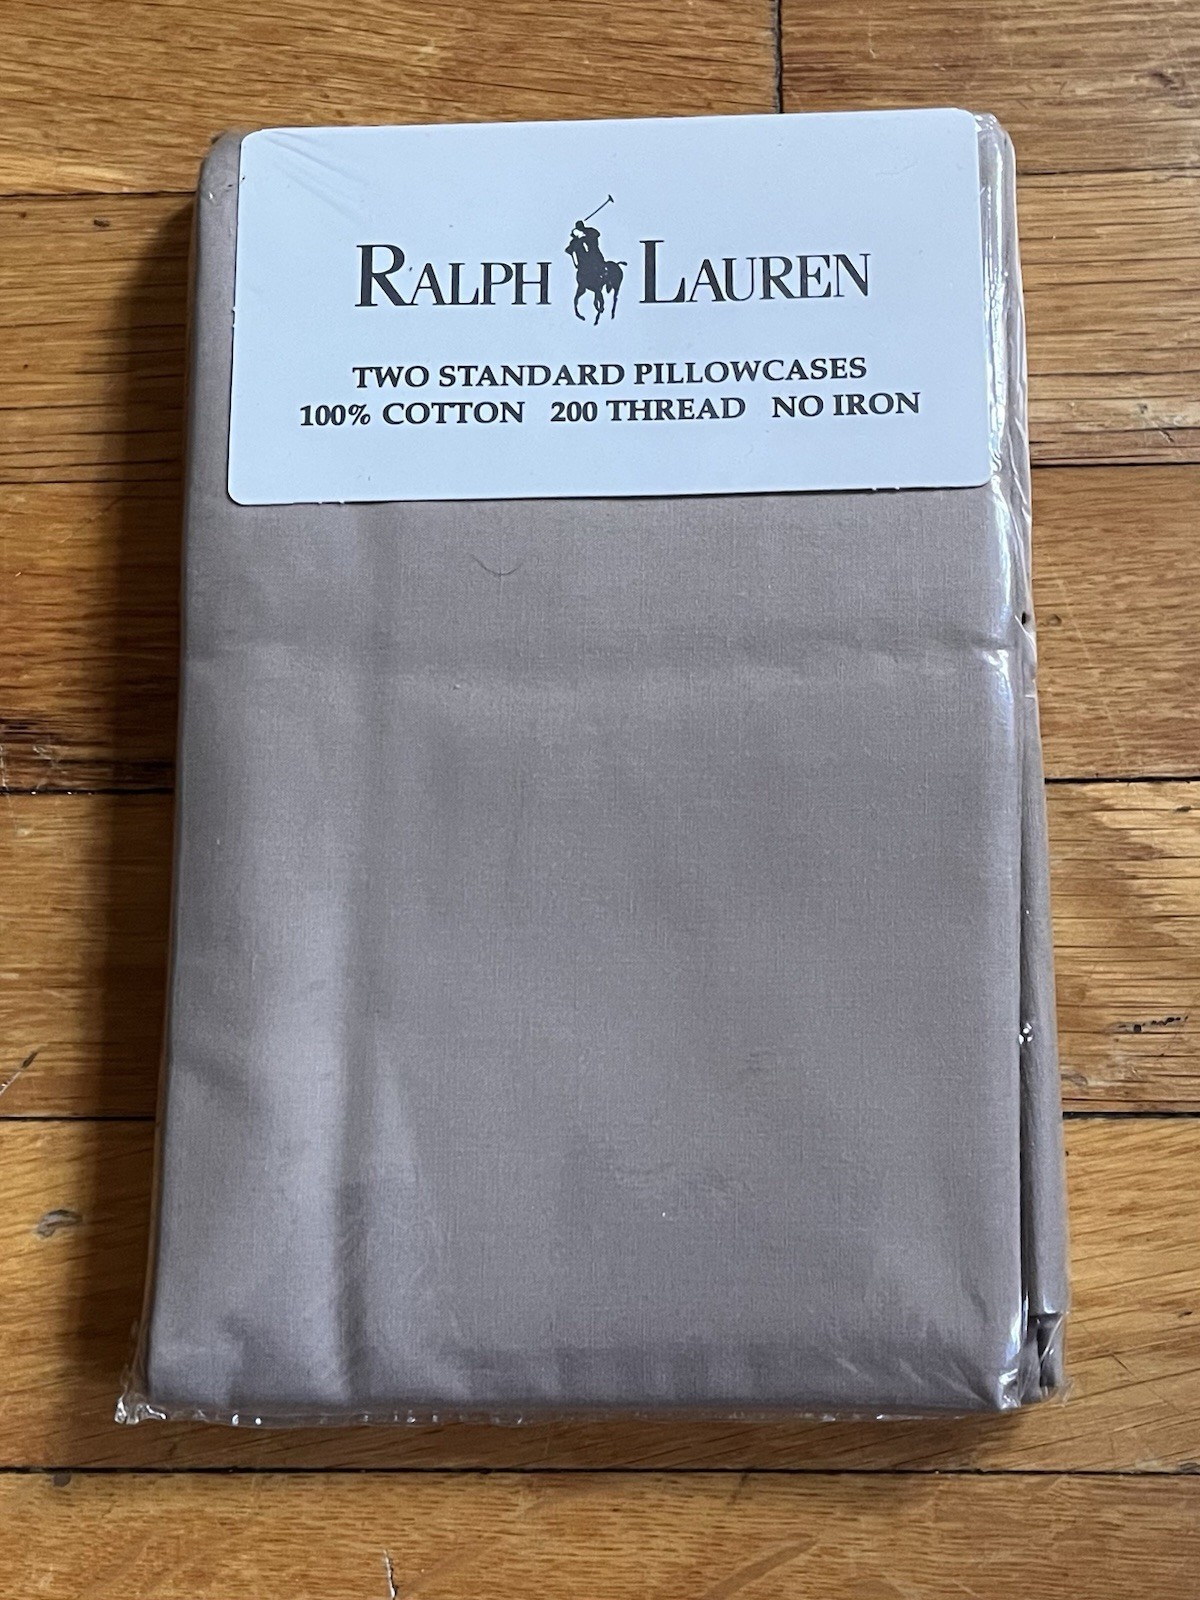 RALPH LAUREN
TWO STANDARD PILLOWCASES
100% COTTON 200 THREAD NO IRON